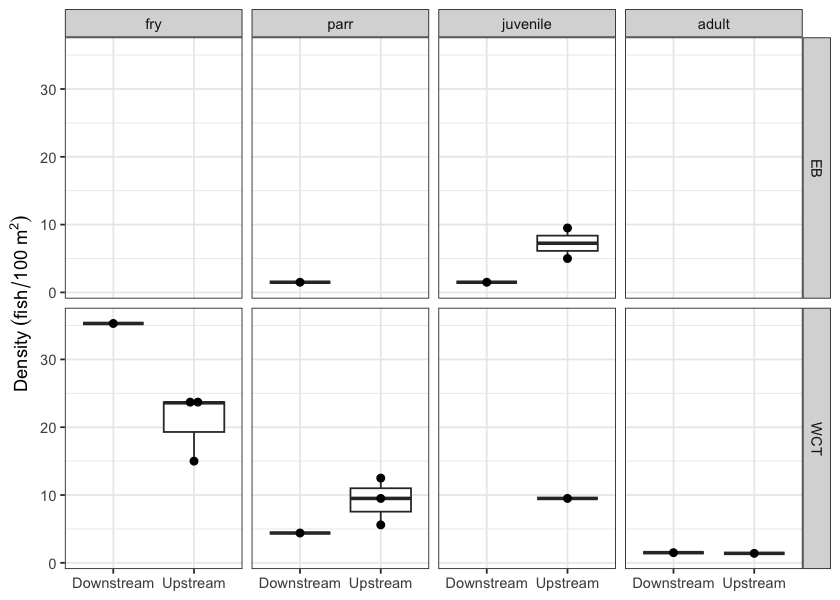 fry parr juvenile adult
30
20
10
0
EB
Density (fish/100 m²)
30
20
10
0
WCT
Downstream Upstream Downstream Upstream Downstream Upstream Downstream Upstream